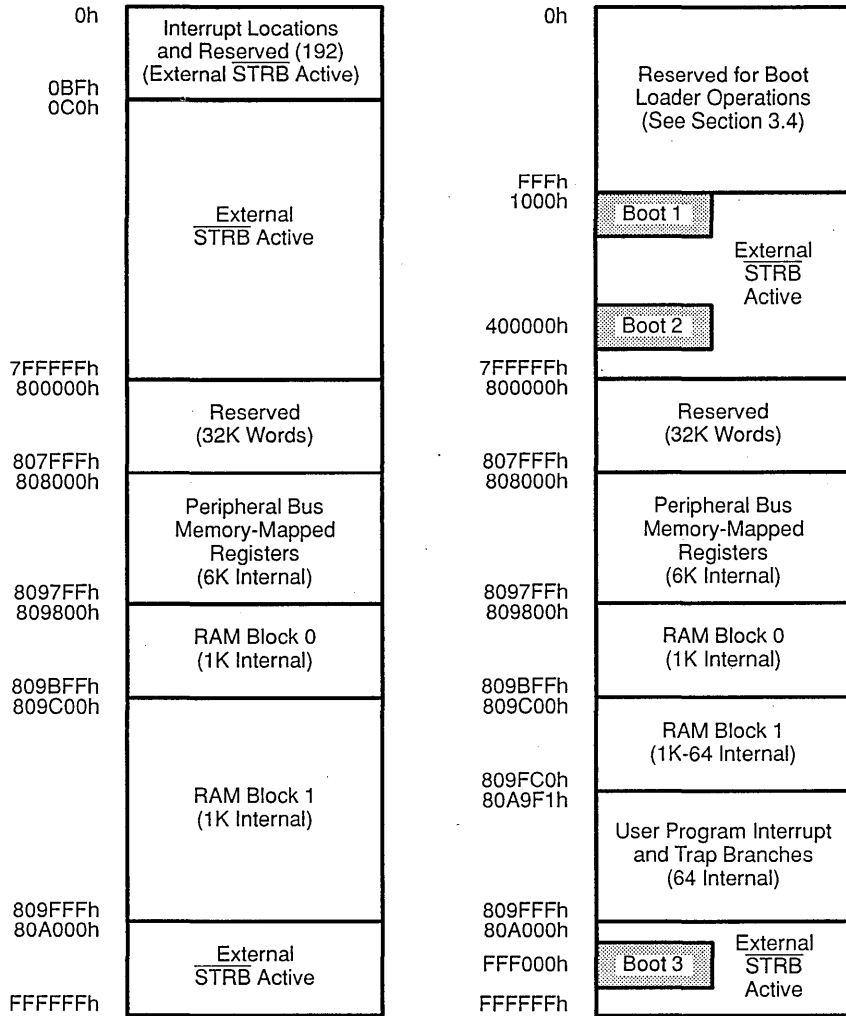 0h
Interrupt Locations
and Reserved (192)
(External STRB Active)
0BFh
0C0h
External
STRB Active
7FFFFFh
800000h
Reserved
(32K Words)
807FFFh
808000h
Peripheral Bus
Memory-Mapped
Registers
(6K Internal)
8097FFh
809800h
RAM Block 0
(1K Internal)
809BFFh
809C00h
RAM Block 1
(1K Internal)
809FFFh
80A000h
External
STRB Active
FFFFFFh
0h
Reserved for Boot
Loader Operations
(See Section 3.4)
FFFh
1000h
Boot 1
External
STRB
Active
400000h
Boot 2
7FFFFFh
800000h
Reserved
(32K Words)
807FFFh
808000h
Peripheral Bus
Memory-Mapped
Registers
(6K Internal)
8097FFh
809800h
RAM Block 0
(1K Internal)
809BFFh
809C00h
RAM Block 1
(1K-64 Internal)
809FC0h
80A9F1h
User Program Interrupt
and Trap Branches
(64 Internal)
809FFFh
80A000h
External
STRB
Active
FFF000h
Boot 3
FFFFFFh